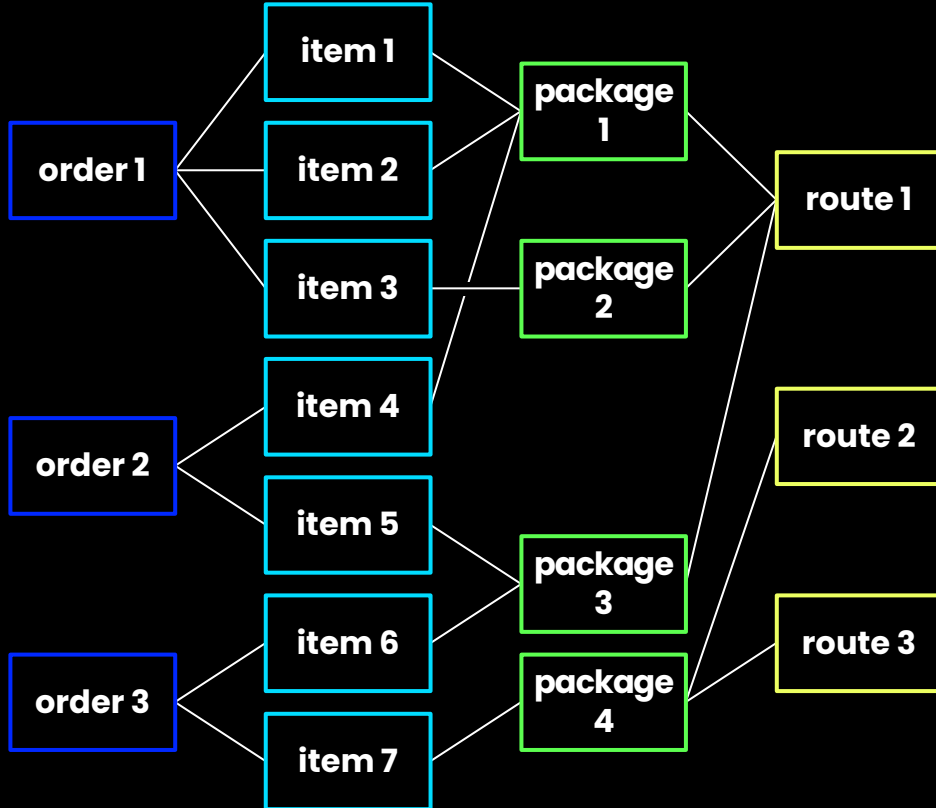 order 1
order 2
order 3
item 1
item 2
item 3
item 4
item 5
item 6
item 7
package
1
package
2
package
3
package
4
route 1
route 2
route 3